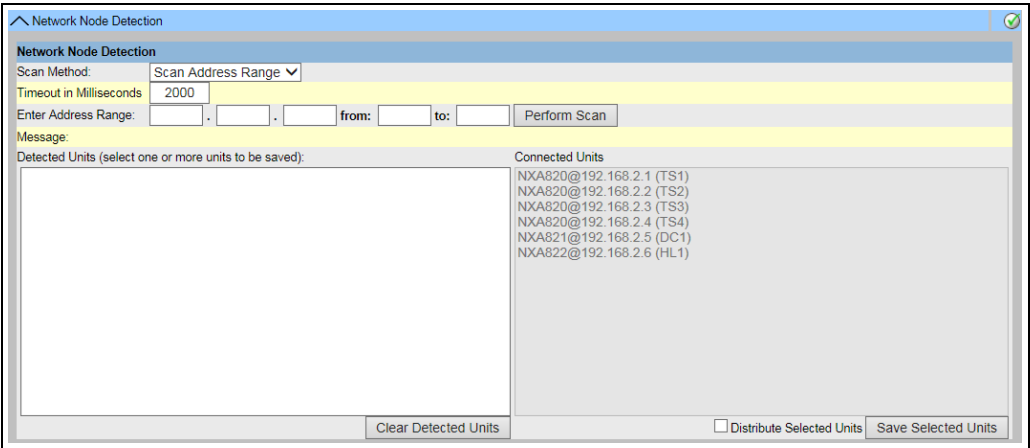 Network Node Detection
Network Node Detection
Scan Method: Scan Address Range
Timeout in Milliseconds 2000
Enter Address Range: . . from: to: Perform Scan
Message:
Detected Units (select one or more units to be saved): Connected Units
NXA820@192.168.2.1 (TS1)
NXA820@192.168.2.2 (TS2)
NXA820@192.168.2.3 (TS3)
NXA820@192.168.2.4 (TS4)
NXA821@192.168.2.5 (DC1)
NXA822@192.168.2.6 (HL1)
Clear Detected Units Distribute Selected Units Save Selected Units